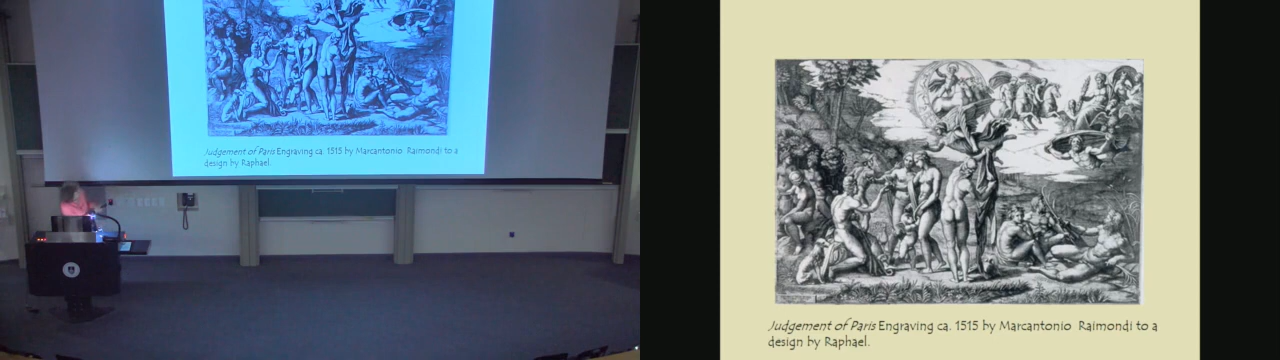 Judgement of Paris Engraving ca. 1515 by Marcantonio Raimondi to a
design by Raphael.
Judgement of Paris Engraving ca. 1515 by Marcantonio Raimondi to a
design by Raphael.